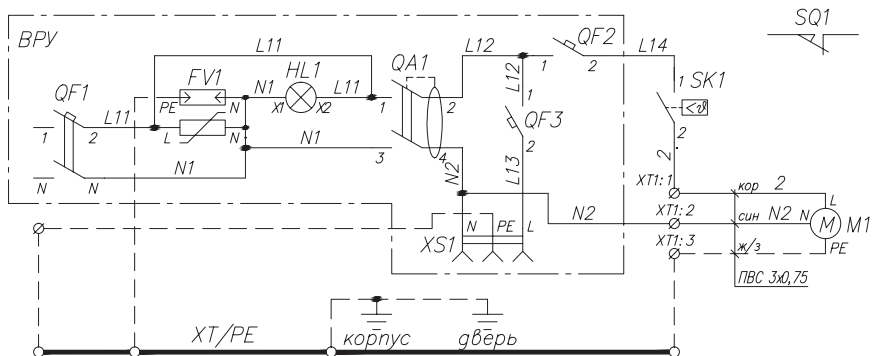 SQ1
ВРУ
L11
QA1
L12
QF2
L14
QF1
L11
PE
FV1
N
N1
HL1
X1
X2
L11
1
2
L12
1
2
1
SK1
<ϑ
1
2
L
N
1
QF3
2
2
2
N
N
N1
N1
3
4
N2
L13
XT1:1
кор
2
L
N2
XT1:2
син
N2
N
M
M1
XS1
N
PE
L
XT1:3
ж/з
PE
ПВС 3х0,75
XT/PE
корпус
дверь